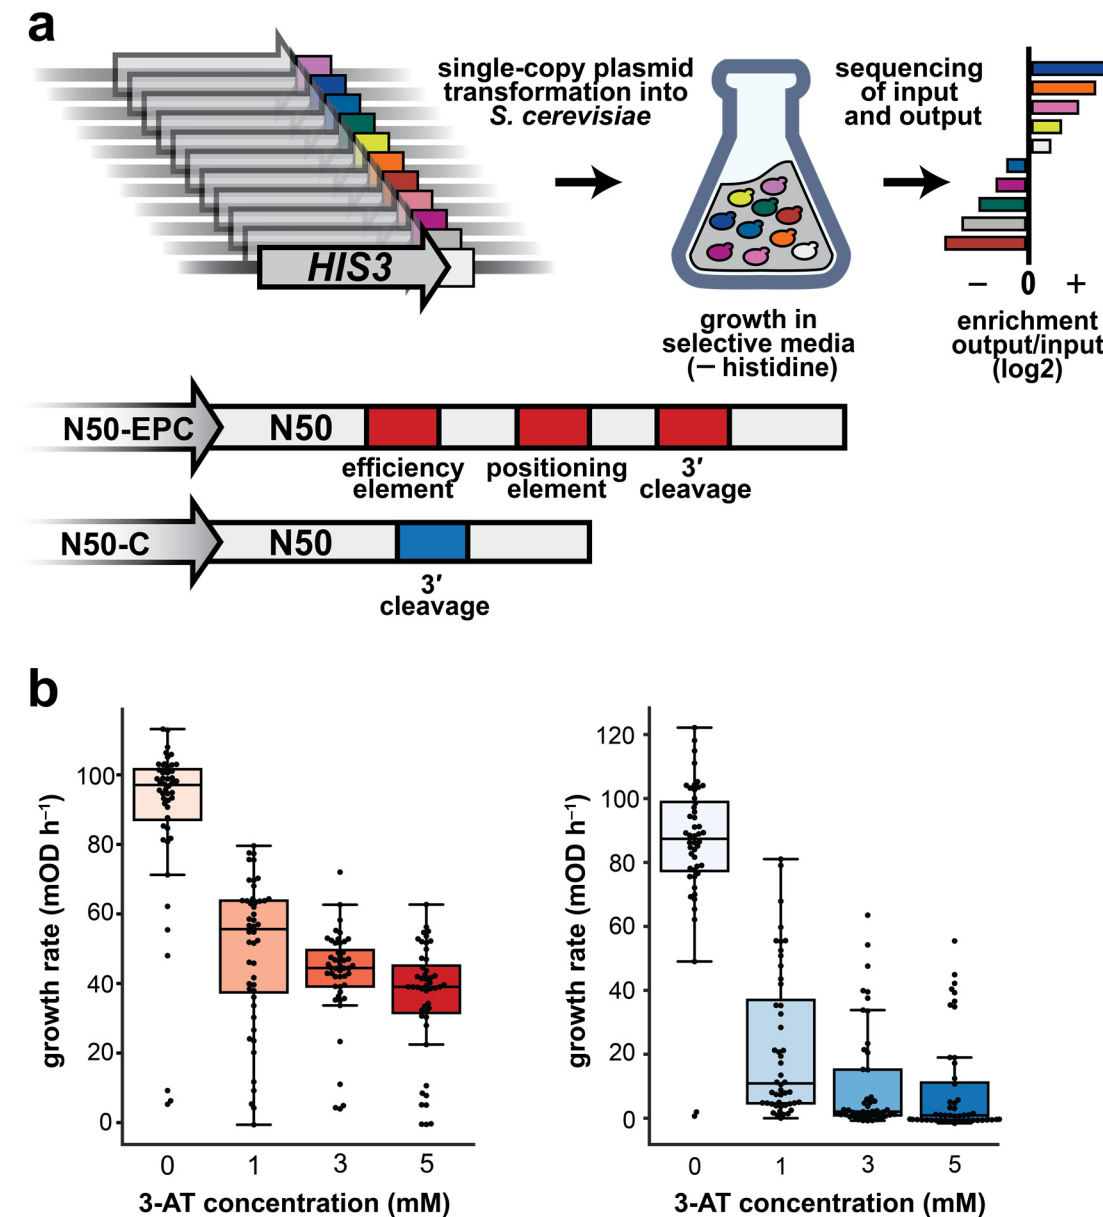 a
single-copy plasmid
transformation into
S. cerevisiae
sequencing
of input
and output
HIS3
growth in
selective media
(– histidine)
– 0 +
enrichment
output/input
(log2)
N50-EPC N50
efficiency
element
positioning
element
3′
cleavage
N50-C N50
3′
cleavage
b
growth rate (mOD h⁻¹)
100
80
60
40
20
0
0 1 3 5
3-AT concentration (mM)
growth rate (mOD h⁻¹)
120
100
80
60
40
20
0
0 1 3 5
3-AT concentration (mM)